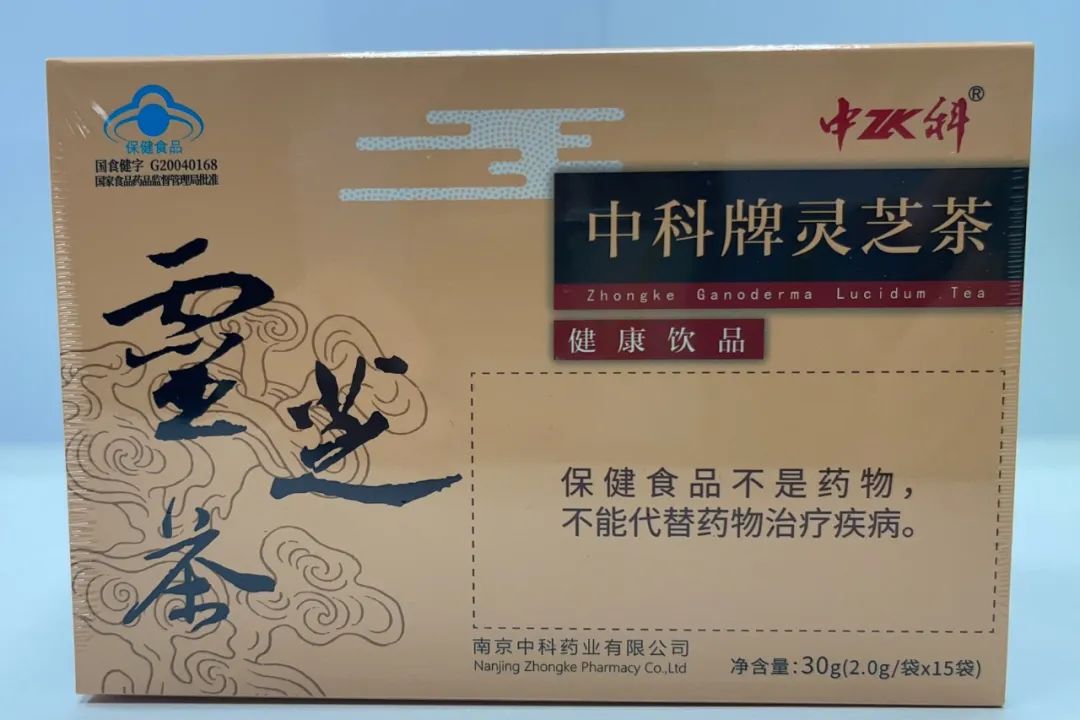 保健食品
国食健字 G20040168
国家食品药品监督管理局批准
中ZK科®
中科牌灵芝茶
Zhongke Ganoderma Lucidum Tea
健康饮品
靈芝茶
保健食品不是药物，
不能代替药物治疗疾病。
南京中科药业有限公司
Nanjing Zhongke Pharmacy Co.,Ltd
净含量:30g(2.0g/袋x15袋)